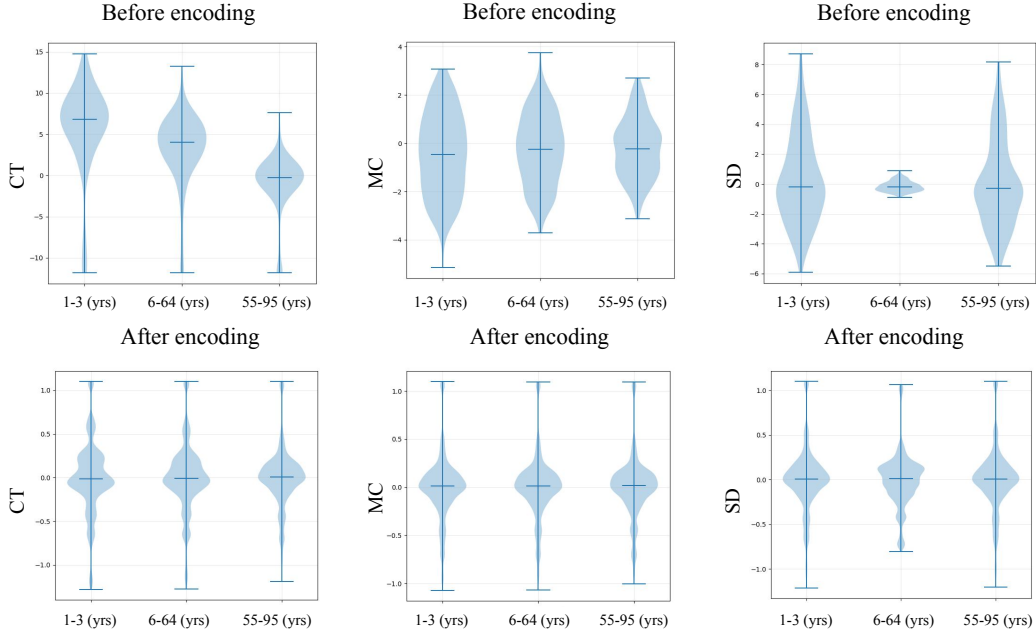 Before encoding
CT
15
10
5
0
−5
−10
1-3 (yrs)
6-64 (yrs)
55-95 (yrs)
Before encoding
MC
4
2
0
−2
−4
1-3 (yrs)
6-64 (yrs)
55-95 (yrs)
Before encoding
SD
8
6
4
2
0
−2
−4
−6
1-3 (yrs)
6-64 (yrs)
55-95 (yrs)
After encoding
CT
1.0
0.5
0.0
−0.5
−1.0
1-3 (yrs)
6-64 (yrs)
55-95 (yrs)
After encoding
MC
1.0
0.5
0.0
−0.5
−1.0
1-3 (yrs)
6-64 (yrs)
55-95 (yrs)
After encoding
SD
1.0
0.5
0.0
−0.5
−1.0
1-3 (yrs)
6-64 (yrs)
55-95 (yrs)